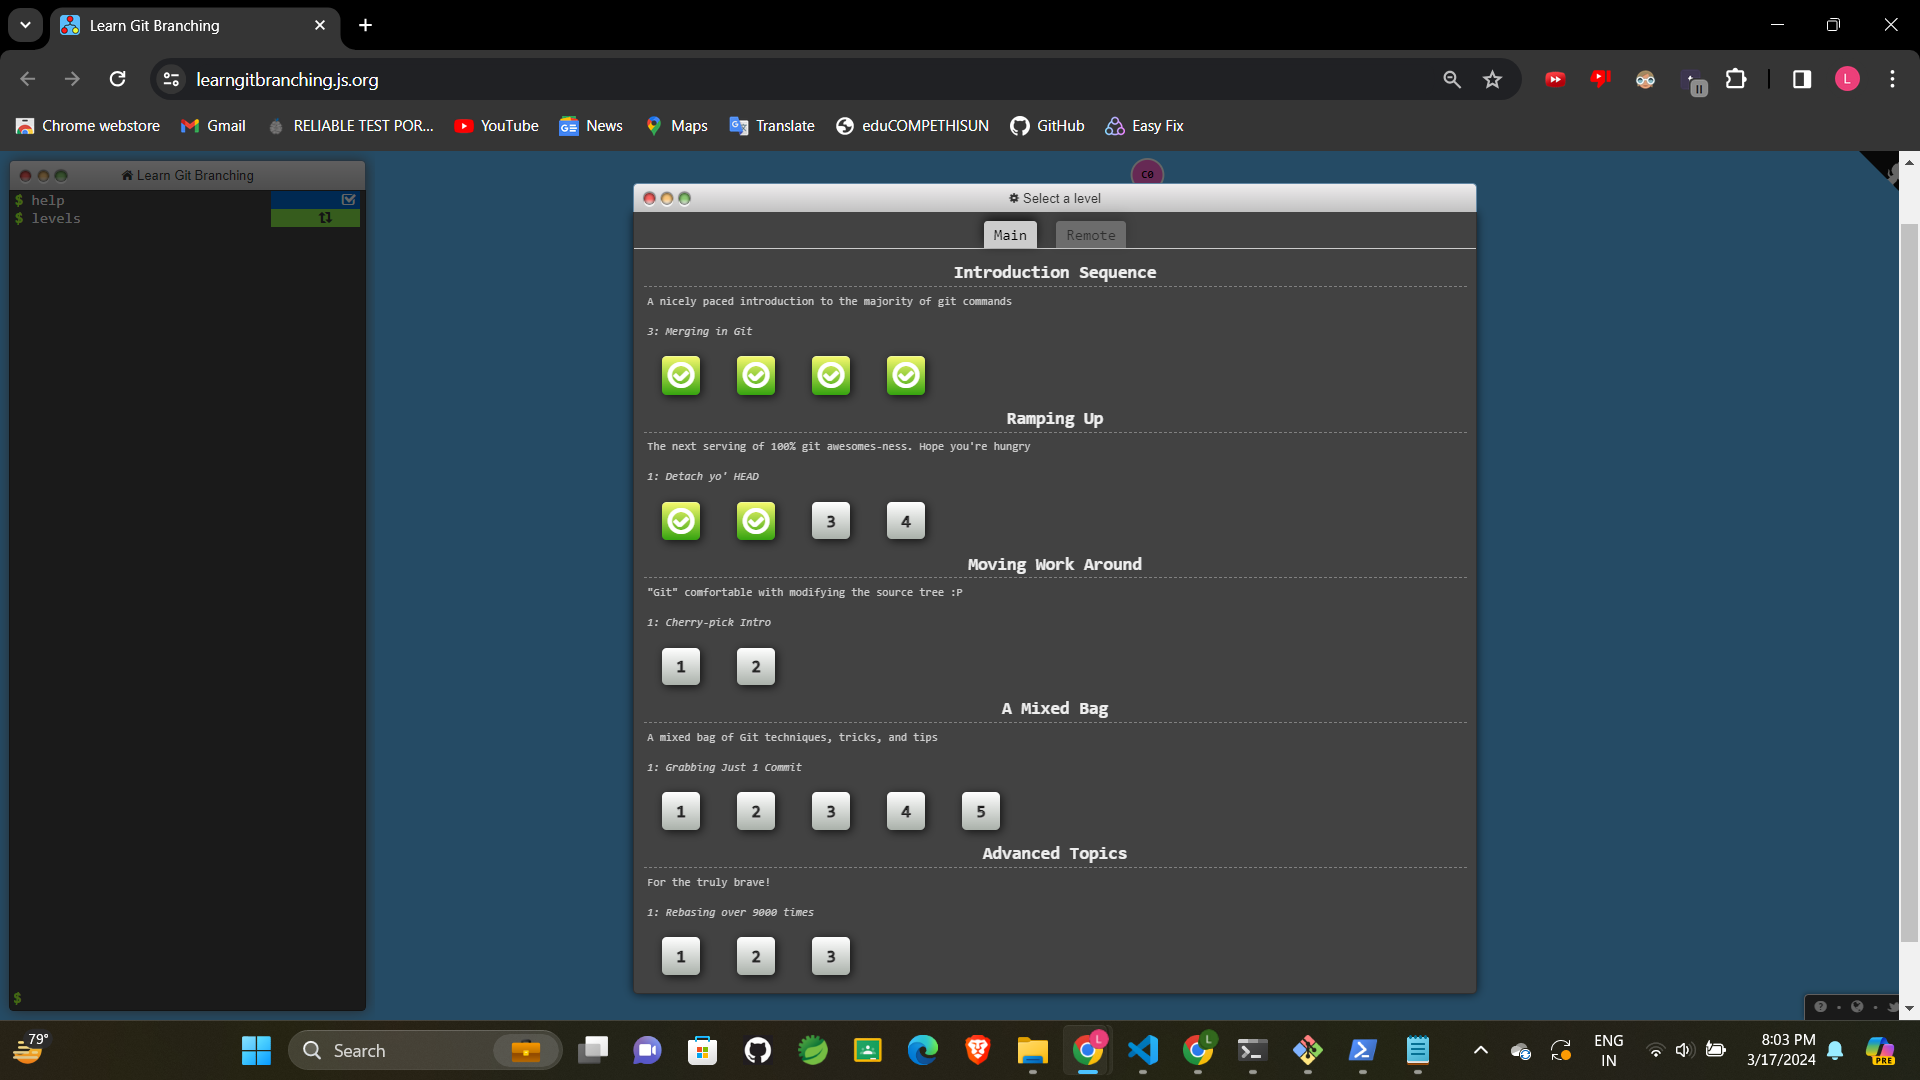 Learn Git Branching
learngitbranching.js.org
L
Chrome webstore
Gmail
RELIABLE TEST POR...
YouTube
News
Maps
Translate
eduCOMPETHISUN
GitHub
Easy Fix
Learn Git Branching
$ help
$ levels
$
C0
Select a level
Main
Remote
Introduction Sequence
A nicely paced introduction to the majority of git commands
3: Merging in Git
Ramping Up
The next serving of 100% git awesomes-ness. Hope you're hungry
1: Detach yo' HEAD
3 4
Moving Work Around
"Git" comfortable with modifying the source tree :P
1: Cherry-pick Intro
1 2
A Mixed Bag
A mixed bag of Git techniques, tricks, and tips
1: Grabbing Just 1 Commit
1 2 3 4 5
Advanced Topics
For the truly brave!
1: Rebasing over 9000 times
1 2 3
79°
Search
L
L
ENG
IN
8:03 PM
3/17/2024
PRE